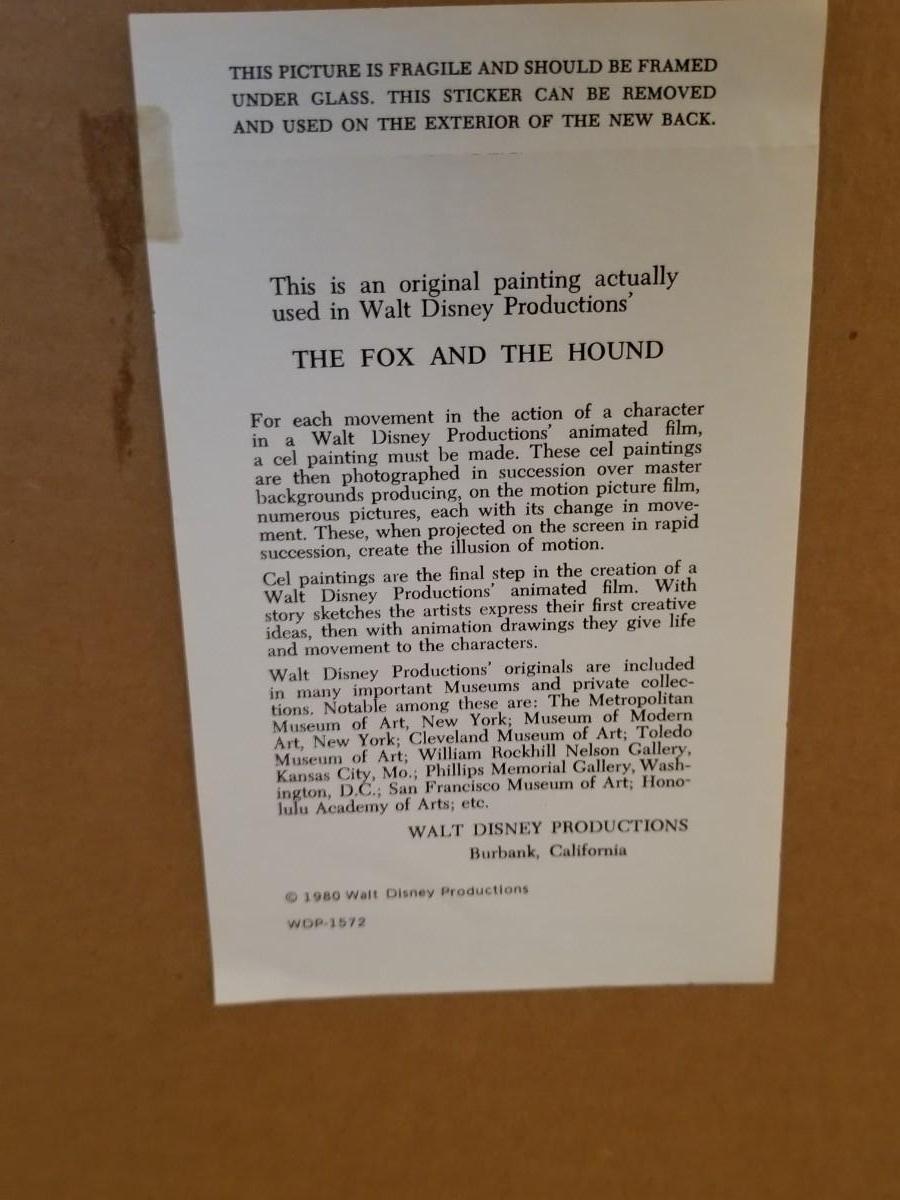 THIS PICTURE IS FRAGILE AND SHOULD BE FRAMED
UNDER GLASS. THIS STICKER CAN BE REMOVED
AND USED ON THE EXTERIOR OF THE NEW BACK.
This is an original painting actually
used in Walt Disney Productions'
THE FOX AND THE HOUND
For each movement in the action of a character
in a Walt Disney Productions' animated film,
a cel painting must be made. These cel paintings
are then photographed in succession over master
backgrounds producing, on the motion picture film,
numerous pictures, each with its change in move-
ment. These, when projected on the screen in rapid
succession, create the illusion of motion.
Cel paintings are the final step in the creation of a
Walt Disney Productions' animated film. With
story sketches the artists express their first creative
ideas, then with animation drawings they give life
and movement to the characters.
Walt Disney Productions' originals are included
in many important Museums and private collec-
tions. Notable among these are: The Metropolitan
Museum of Art, New York; Museum of Modern
Art, New York; Cleveland Museum of Art; Toledo
Museum of Art; William Rockhill Nelson Gallery,
Kansas City, Mo.; Phillips Memorial Gallery, Wash-
ington, D.C.; San Francisco Museum of Art; Hono-
lulu Academy of Arts; etc.
WALT DISNEY PRODUCTIONS
Burbank, California
© 1980 Walt Disney Productions
WDP-1572